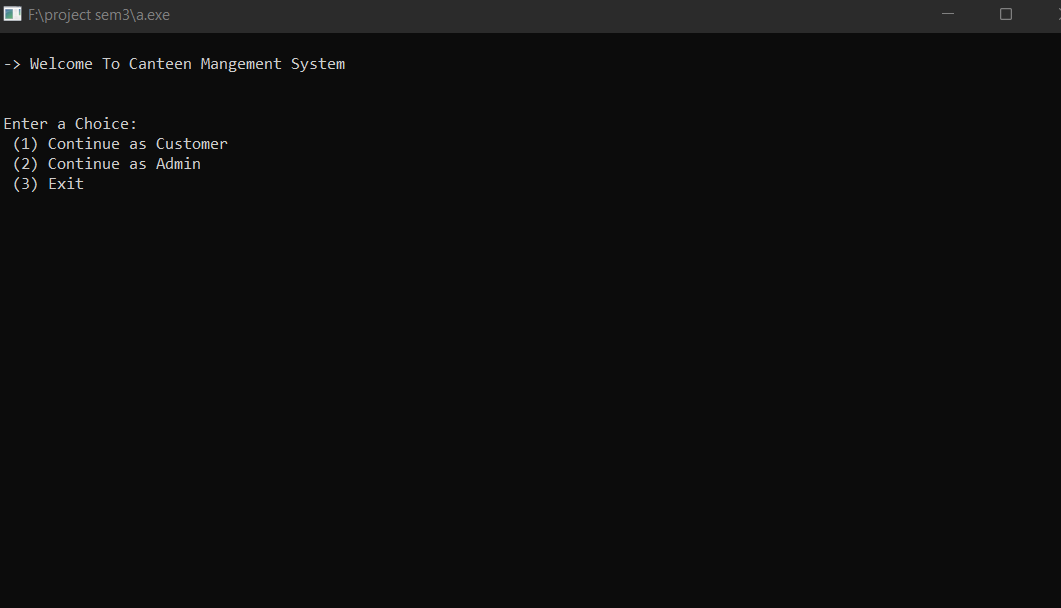 F:\project sem3\a.exe
-> Welcome To Canteen Mangement System
Enter a Choice:
(1) Continue as Customer
(2) Continue as Admin
(3) Exit